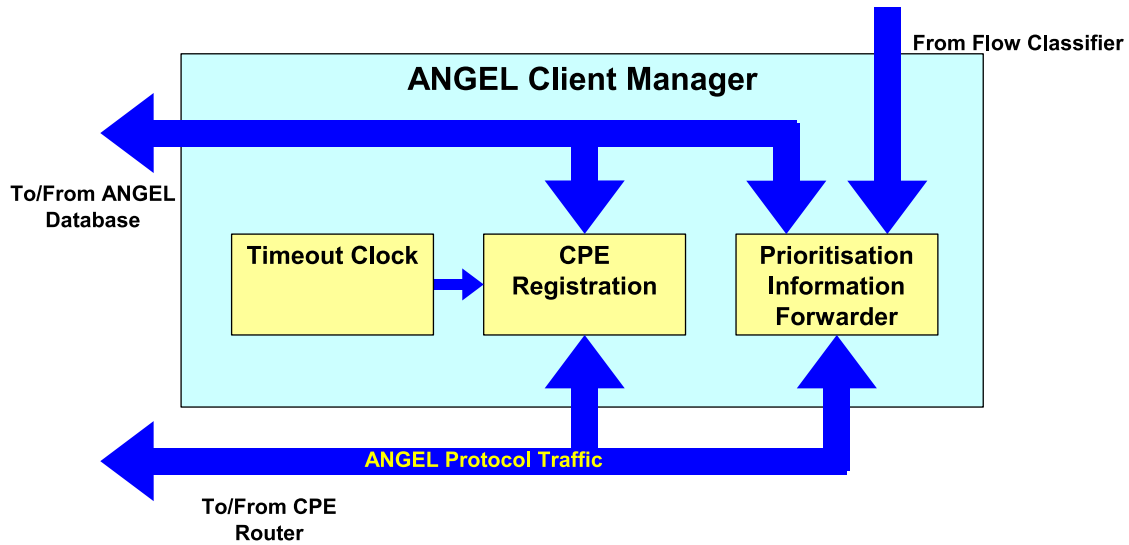 From Flow Classifier
ANGEL Client Manager
To/From ANGEL
Database
Timeout Clock
CPE
Registration
Prioritisation
Information
Forwarder
ANGEL Protocol Traffic
To/From CPE
Router